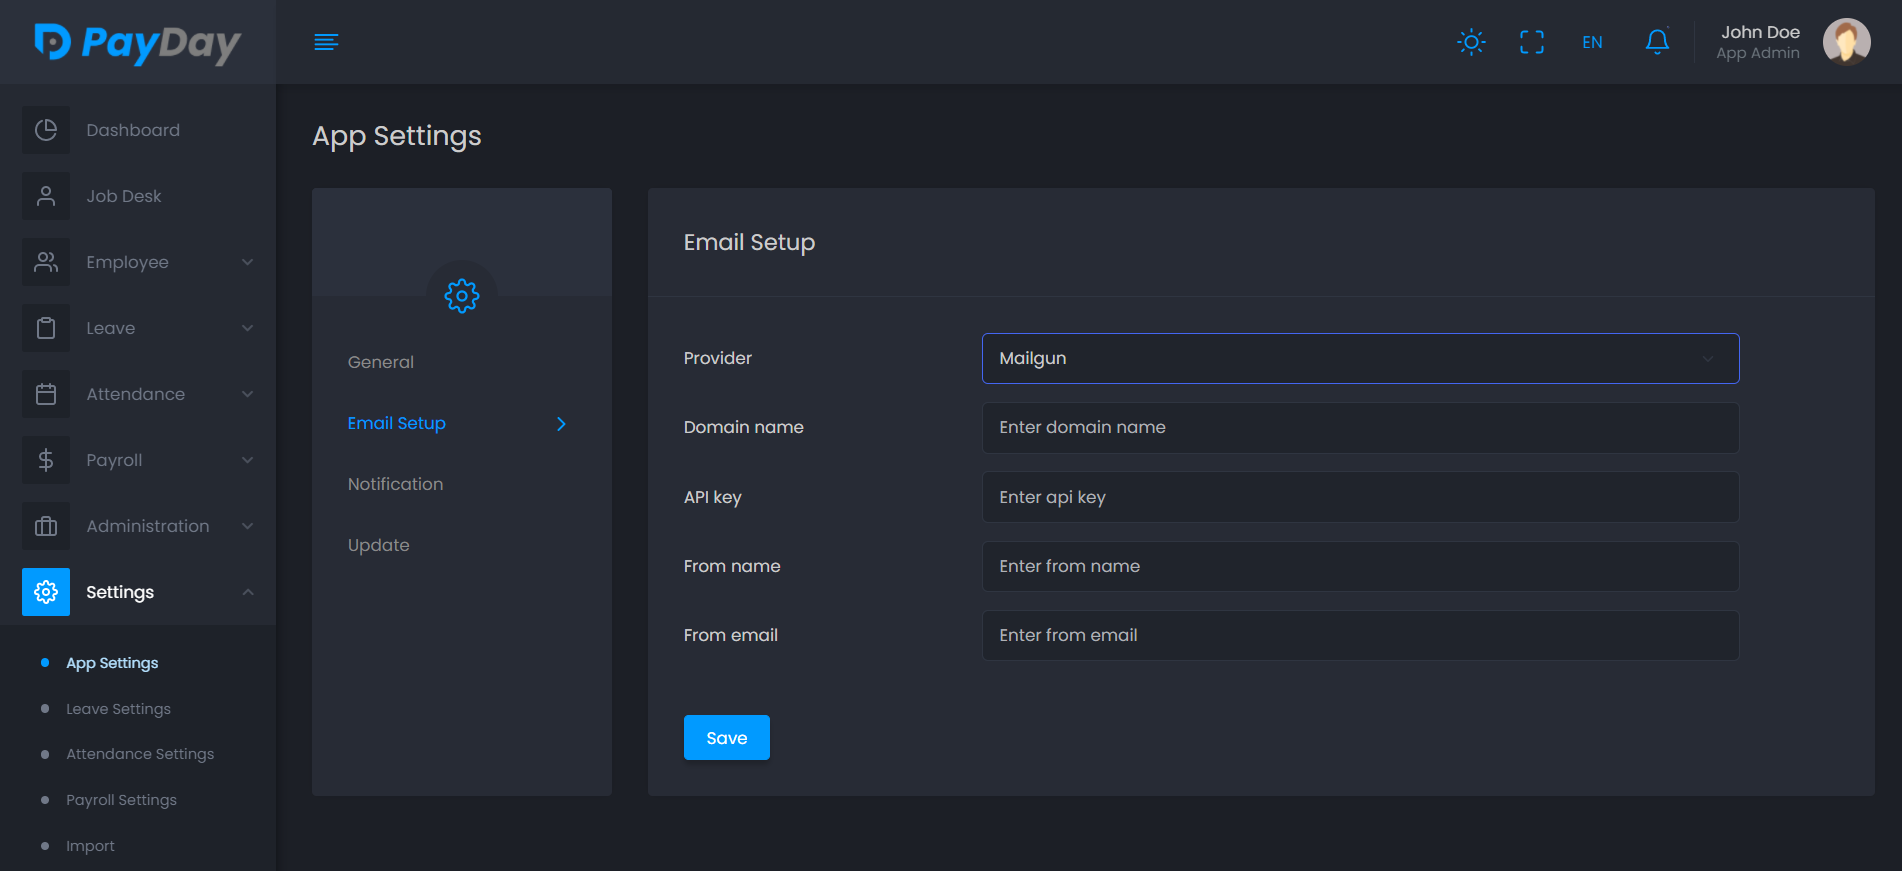 PayDay
EN
John Doe
App Admin
Dashboard
Job Desk
Employee
Leave
Attendance
Payroll
Administration
Settings
App Settings
Leave Settings
Attendance Settings
Payroll Settings
Import
App Settings
General
Email Setup
Notification
Update
Email Setup
Provider
Mailgun
Domain name
Enter domain name
API key
Enter api key
From name
Enter from name
From email
Enter from email
Save